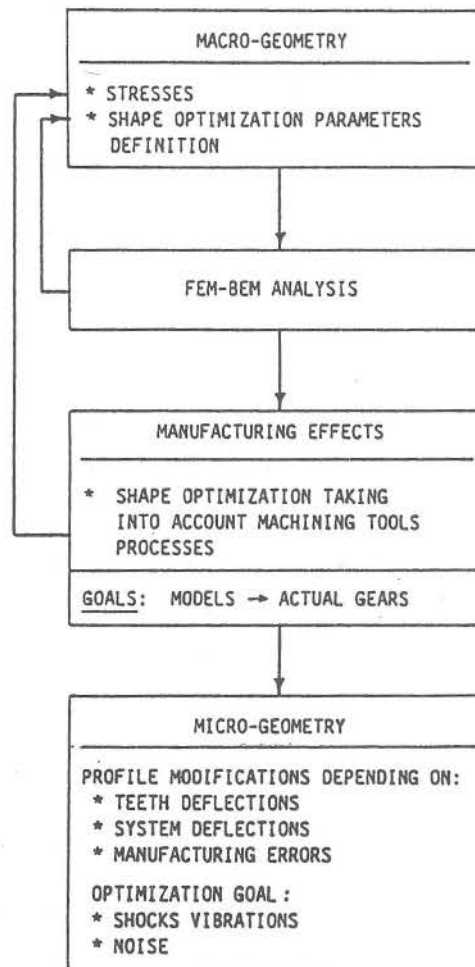 MACRO-GEOMETRY
* STRESSES
* SHAPE OPTIMIZATION PARAMETERS
DEFINITION
FEM-BEM ANALYSIS
MANUFACTURING EFFECTS
* SHAPE OPTIMIZATION TAKING
INTO ACCOUNT MACHINING TOOLS
PROCESSES
GOALS: MODELS → ACTUAL GEARS
MICRO-GEOMETRY
PROFILE MODIFICATIONS DEPENDING ON:
* TEETH DEFLECTIONS
* SYSTEM DEFLECTIONS
* MANUFACTURING ERRORS
OPTIMIZATION GOAL :
* SHOCKS VIBRATIONS
* NOISE